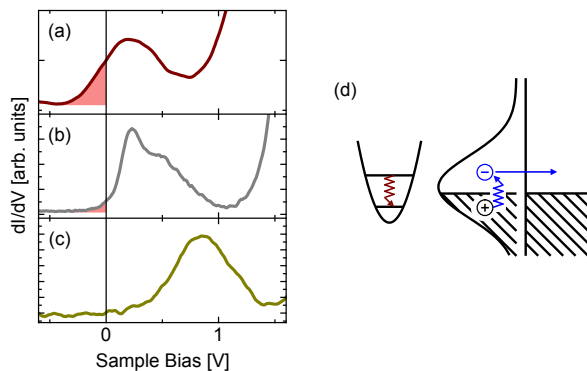 (a)
(b)
(c)
dI/dV [arb. units]
0
1
Sample Bias [V]
(d)
−
+